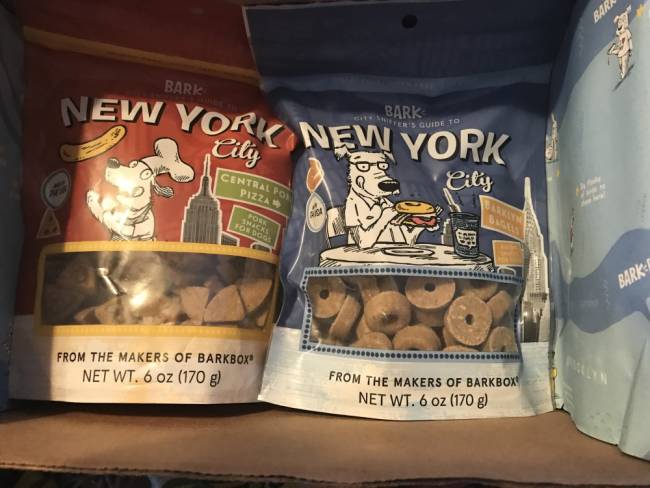 BARK
NEW YORK
City
CENTRAL
PIZZA
PORK
SNACKS
FOR DOGS
FROM THE MAKERS OF BARKBOX®
NET WT. 6 oz (170 g)
BARK
CITY SNIFFER'S GUIDE TO
NEW YORK
City
BARKLYN
BAGELS
FROM THE MAKERS OF BARKBOX
NET WT. 6 oz (170 g)
BARK
BARK